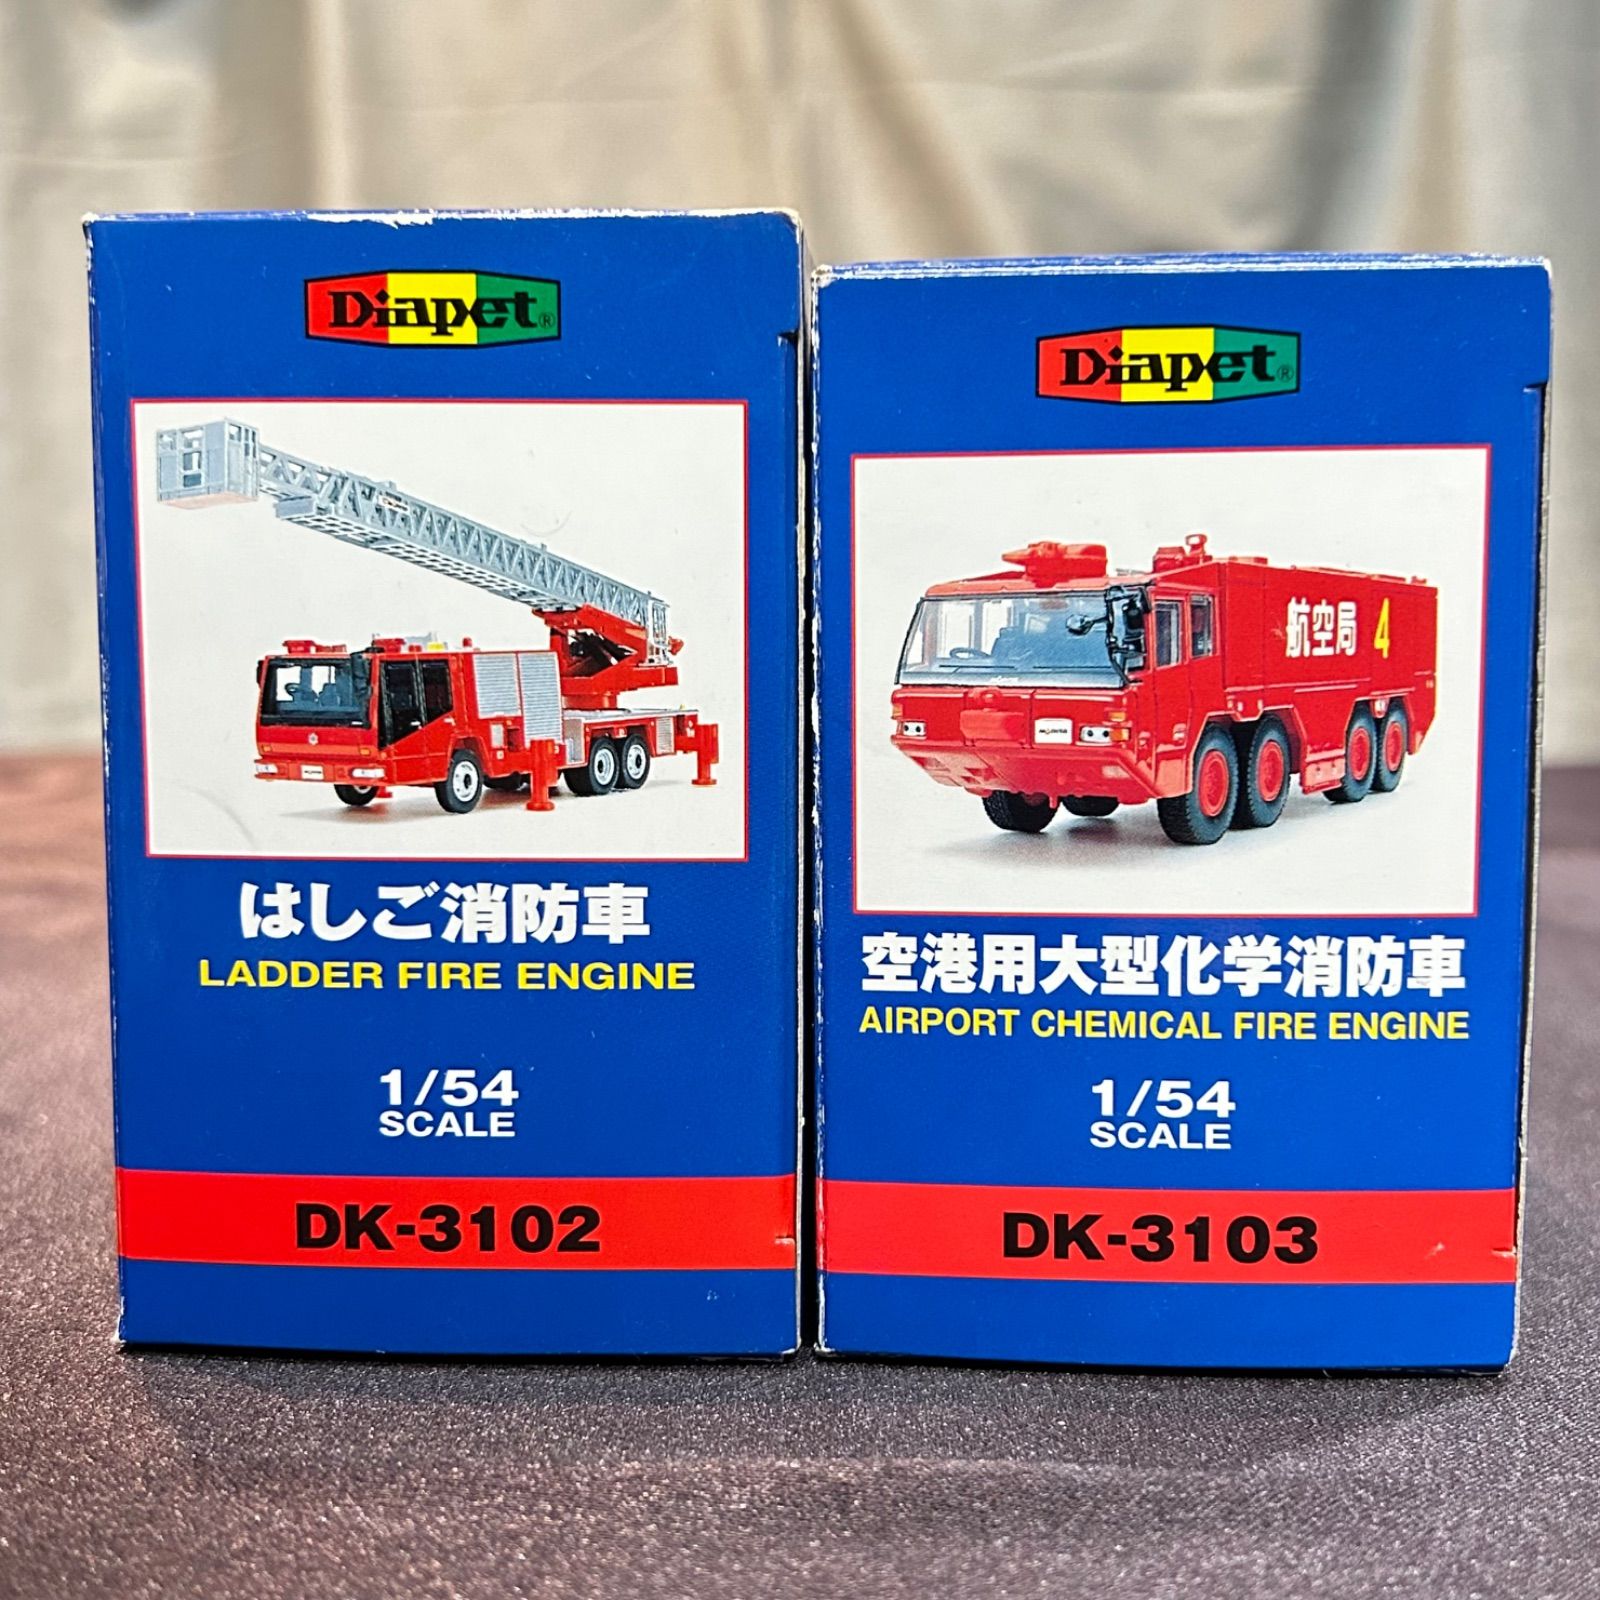 Diapet®
はしご消防車
LADDER FIRE ENGINE
1/54
SCALE
DK-3102
Diapet®
航空局 4
MORITA
空港用大型化学消防車
AIRPORT CHEMICAL FIRE ENGINE
1/54
SCALE
DK-3103